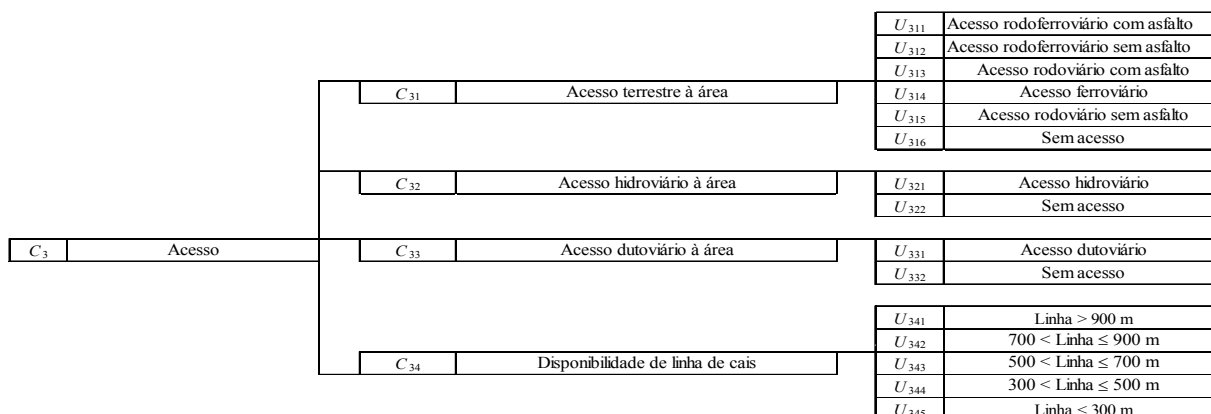 U311 Acesso rodoferroviário com asfalto
U312 Acesso rodoferroviário sem asfalto
U313 Acesso rodoviário com asfalto
C31 Acesso terrestre à área U314 Acesso ferroviário
U315 Acesso rodoviário sem asfalto
U316 Sem acesso
C32 Acesso hidroviário à área U321 Acesso hidroviário
U322 Sem acesso
C3 Acesso C33 Acesso dutoviário à área U331 Acesso dutoviário
U332 Sem acesso
U341 Linha > 900 m
U342 700 < Linha ≤ 900 m
C34 Disponibilidade de linha de cais U343 500 < Linha ≤ 700 m
U344 300 < Linha ≤ 500 m
U345 Linha < 300 m